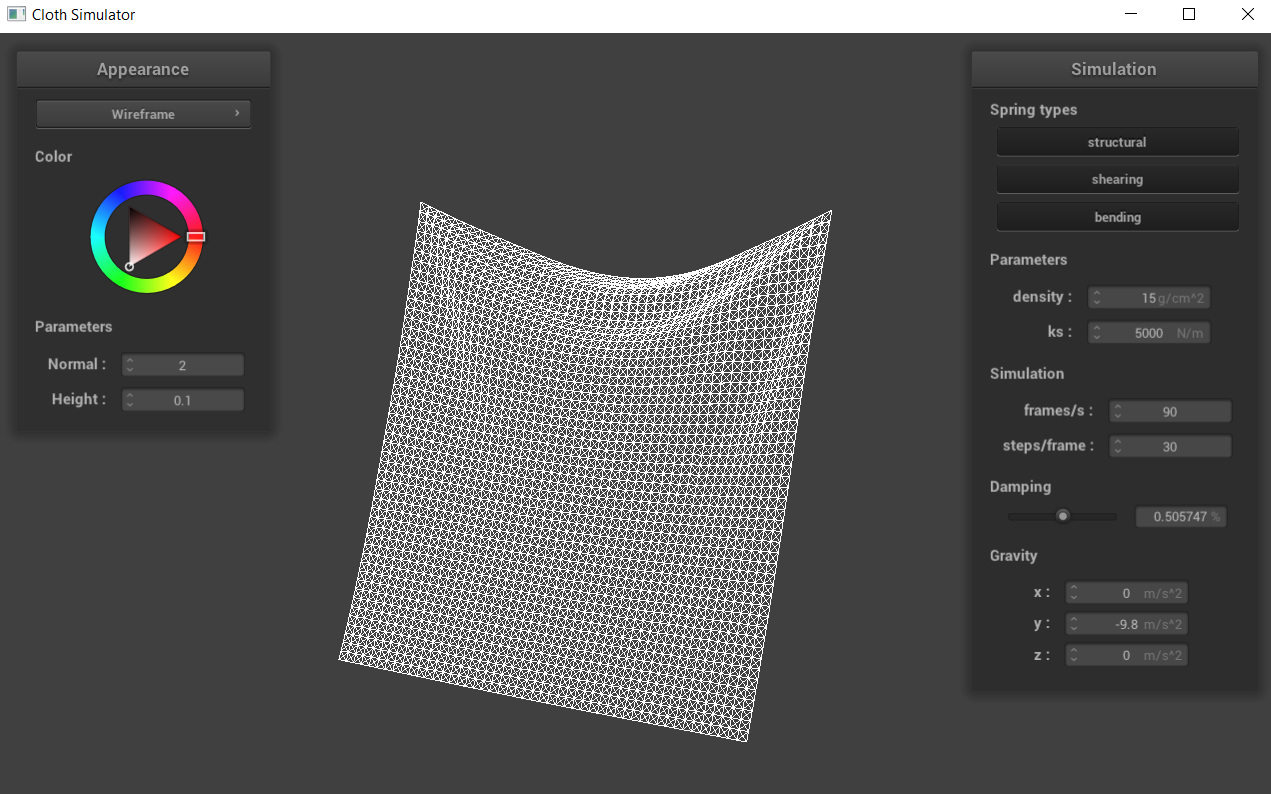 Cloth Simulator
Appearance
Wireframe ›
Color
Parameters
Normal : 2
Height : 0.1
Simulation
Spring types
structural
shearing
bending
Parameters
density : 15 g/cm^2
ks : 5000 N/m
Simulation
frames/s : 90
steps/frame : 30
Damping
0.505747 %
Gravity
x : 0 m/s^2
y : -9.8 m/s^2
z : 0 m/s^2